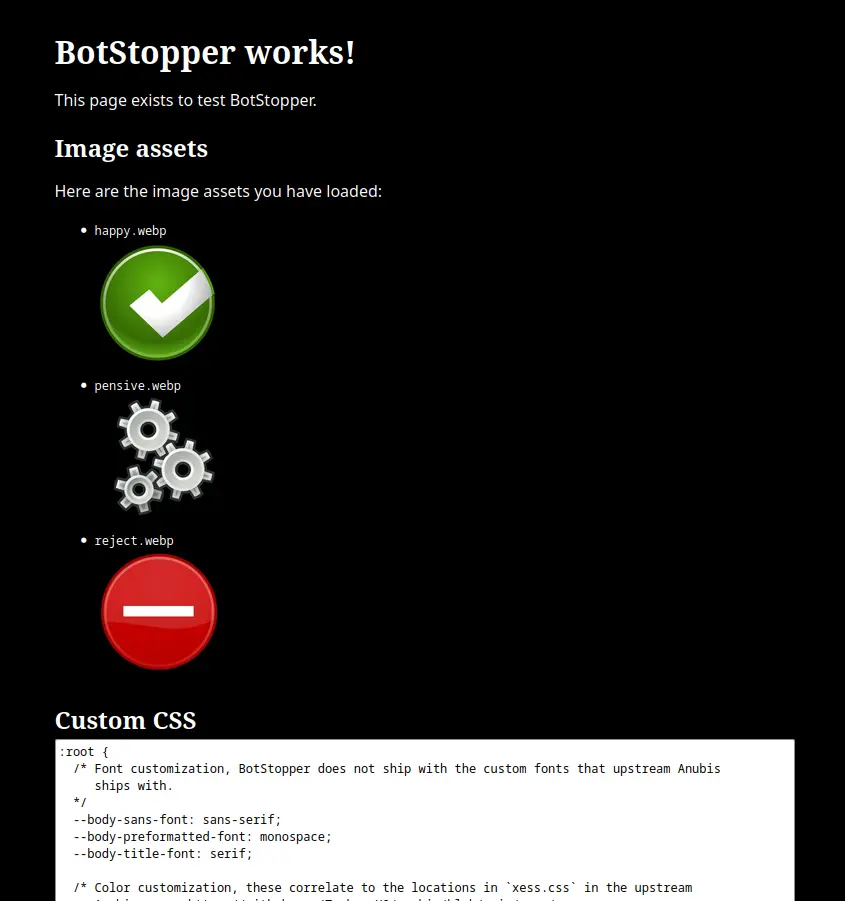 BotStopper works!
This page exists to test BotStopper.
Image assets
Here are the image assets you have loaded:
happy.webp
pensive.webp
reject.webp
Custom CSS
:root {
/* Font customization, BotStopper does not ship with the custom fonts that upstream Anubis
ships with.
*/
--body-sans-font: sans-serif;
--body-preformatted-font: monospace;
--body-title-font: serif;
/* Color customization, these correlate to the locations in `xess.css` in the upstream